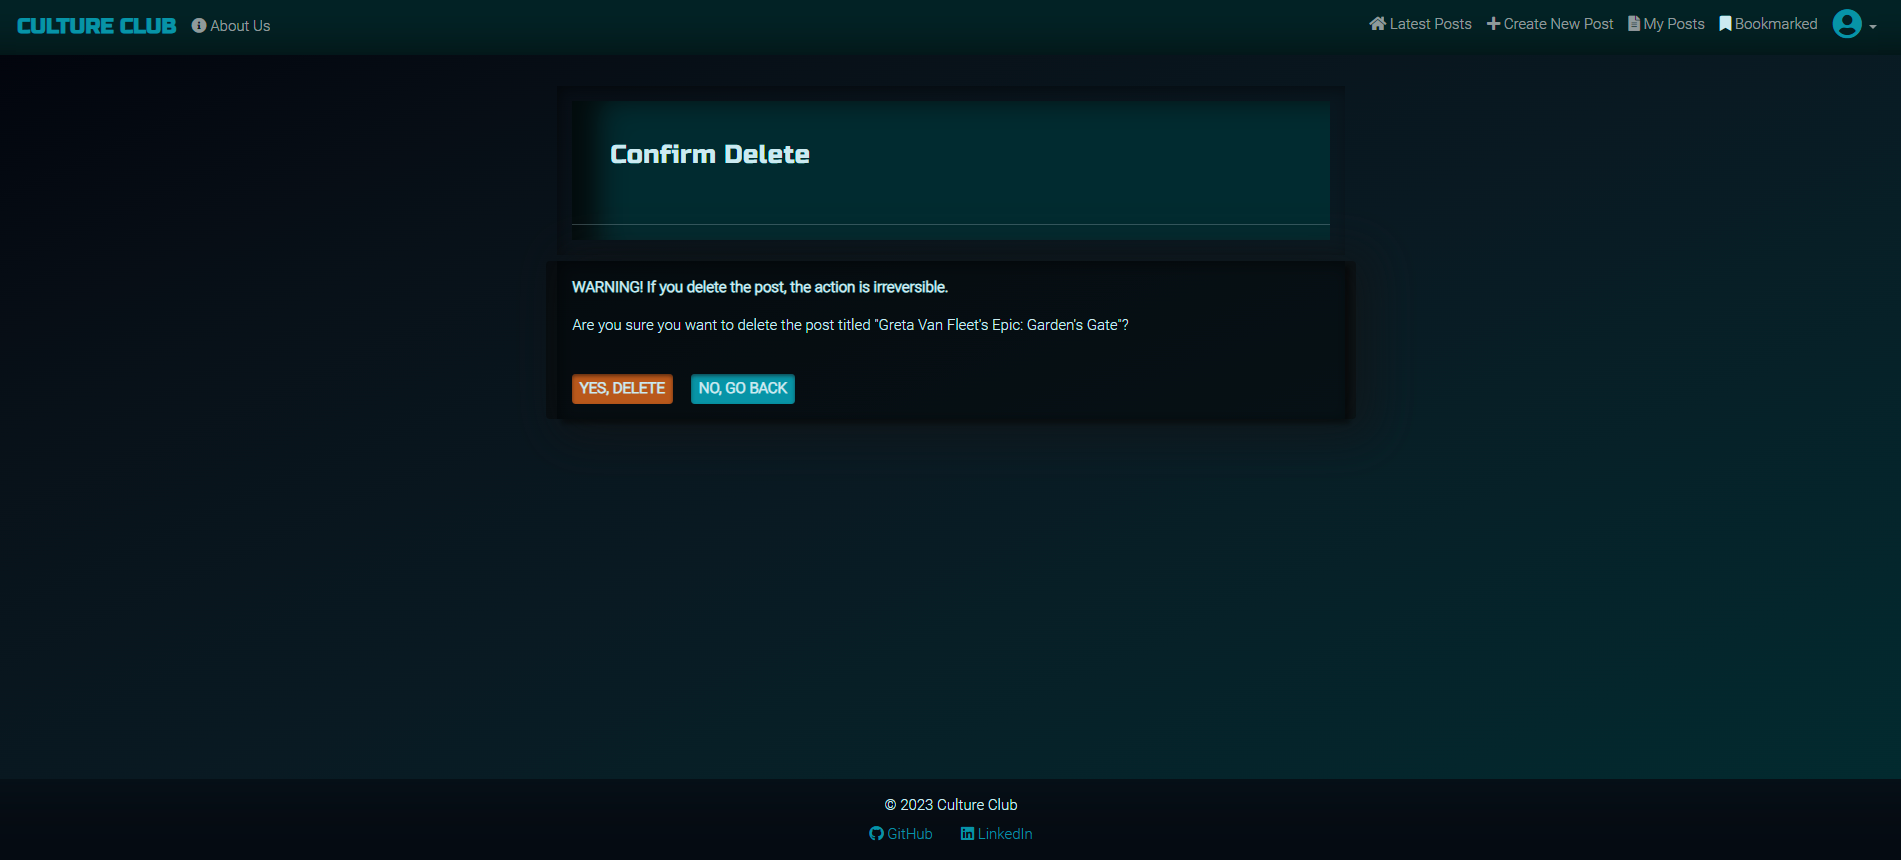 CULTURE CLUB About Us Latest Posts Create New Post My Posts Bookmarked
Confirm Delete
WARNING! If you delete the post, the action is irreversible.
Are you sure you want to delete the post titled "Greta Van Fleet's Epic: Garden's Gate"?
YES, DELETE NO, GO BACK
© 2023 Culture Club
GitHub LinkedIn